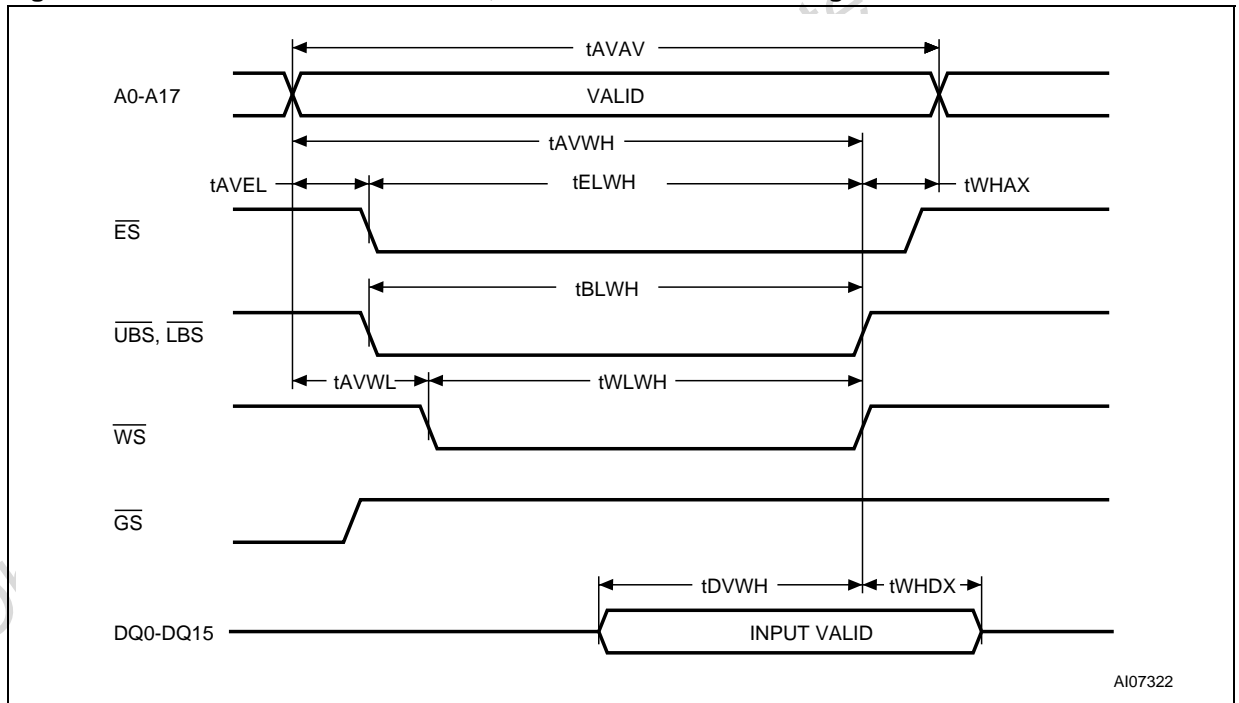 tAVAV
A0-A17 VALID
tAVWH
tAVEL tELWH tWHAX
ES
tBLWH
UBS, LBS
tAVWL tWLWH
WS
GS
tDVWH tWHDX
DQ0-DQ15 INPUT VALID
AI07322